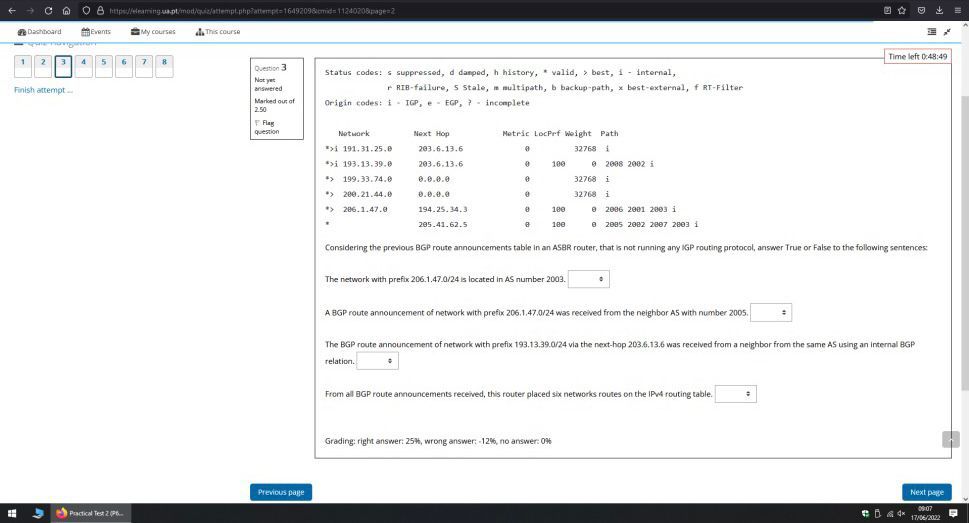 https://elearning.ua.pt/mod/quiz/attempt.php?attempt=1649209&cmid=1124020&page=2
Dashboard Events My courses This course
Quiz navigation
1 2 3 4 5 6 7 8
Finish attempt ...
Time left 0:48:49
Question 3
Not yet
answered
Marked out of
2.50
Flag
question
Status codes: s suppressed, d damped, h history, * valid, > best, i - internal,
r RIB-failure, S Stale, m multipath, b backup-path, x best-external, f RT-Filter
Origin codes: i - IGP, e - EGP, ? - incomplete
Network Next Hop Metric LocPrf Weight Path
*>i 191.31.25.0 203.6.13.6 0 32768 i
*>i 193.13.39.0 203.6.13.6 0 100 0 2008 2002 i
*> 199.33.74.0 0.0.0.0 0 32768 i
*> 200.21.44.0 0.0.0.0 0 32768 i
*> 206.1.47.0 194.25.34.3 0 100 0 2006 2001 2003 i
* 205.41.62.5 0 100 0 2005 2002 2007 2003 i
Considering the previous BGP route announcements table in an ASBR router, that is not running any IGP routing protocol, answer True or False to the following sentences:
The network with prefix 206.1.47.0/24 is located in AS number 2003.
A BGP route announcement of network with prefix 206.1.47.0/24 was received from the neighbor AS with number 2005.
The BGP route announcement of network with prefix 193.13.39.0/24 via the next-hop 203.6.13.6 was received from a neighbor from the same AS using an internal BGP
relation.
From all BGP route announcements received, this router placed six networks routes on the IPv4 routing table.
Grading: right answer: 25%, wrong answer: -12%, no answer: 0%
Previous page
Next page
Practical Test 2 (P6...
09:07
17/06/2022